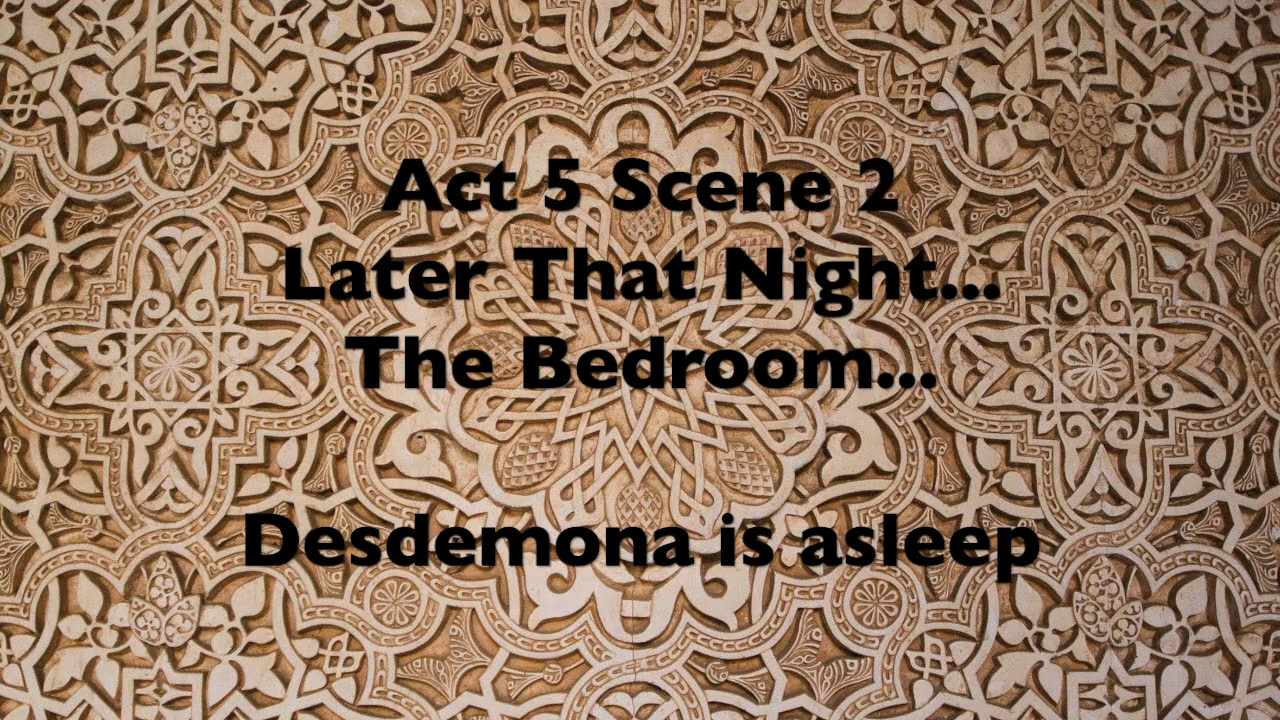 Act 5 Scene 2
Later That Night...
The Bedroom...
Desdemona is asleep